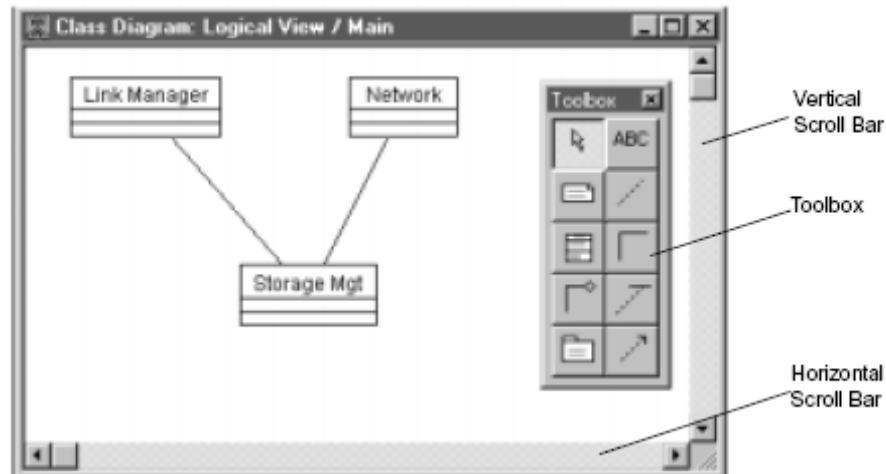 Class Diagram: Logical View / Main
Link Manager
Network
Storage Mgt
Toolbox
ABC
Vertical
Scroll Bar
Toolbox
Horizontal
Scroll Bar